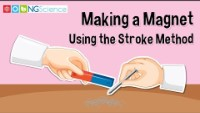 NGScience
Making a Magnet
Using the Stroke Method